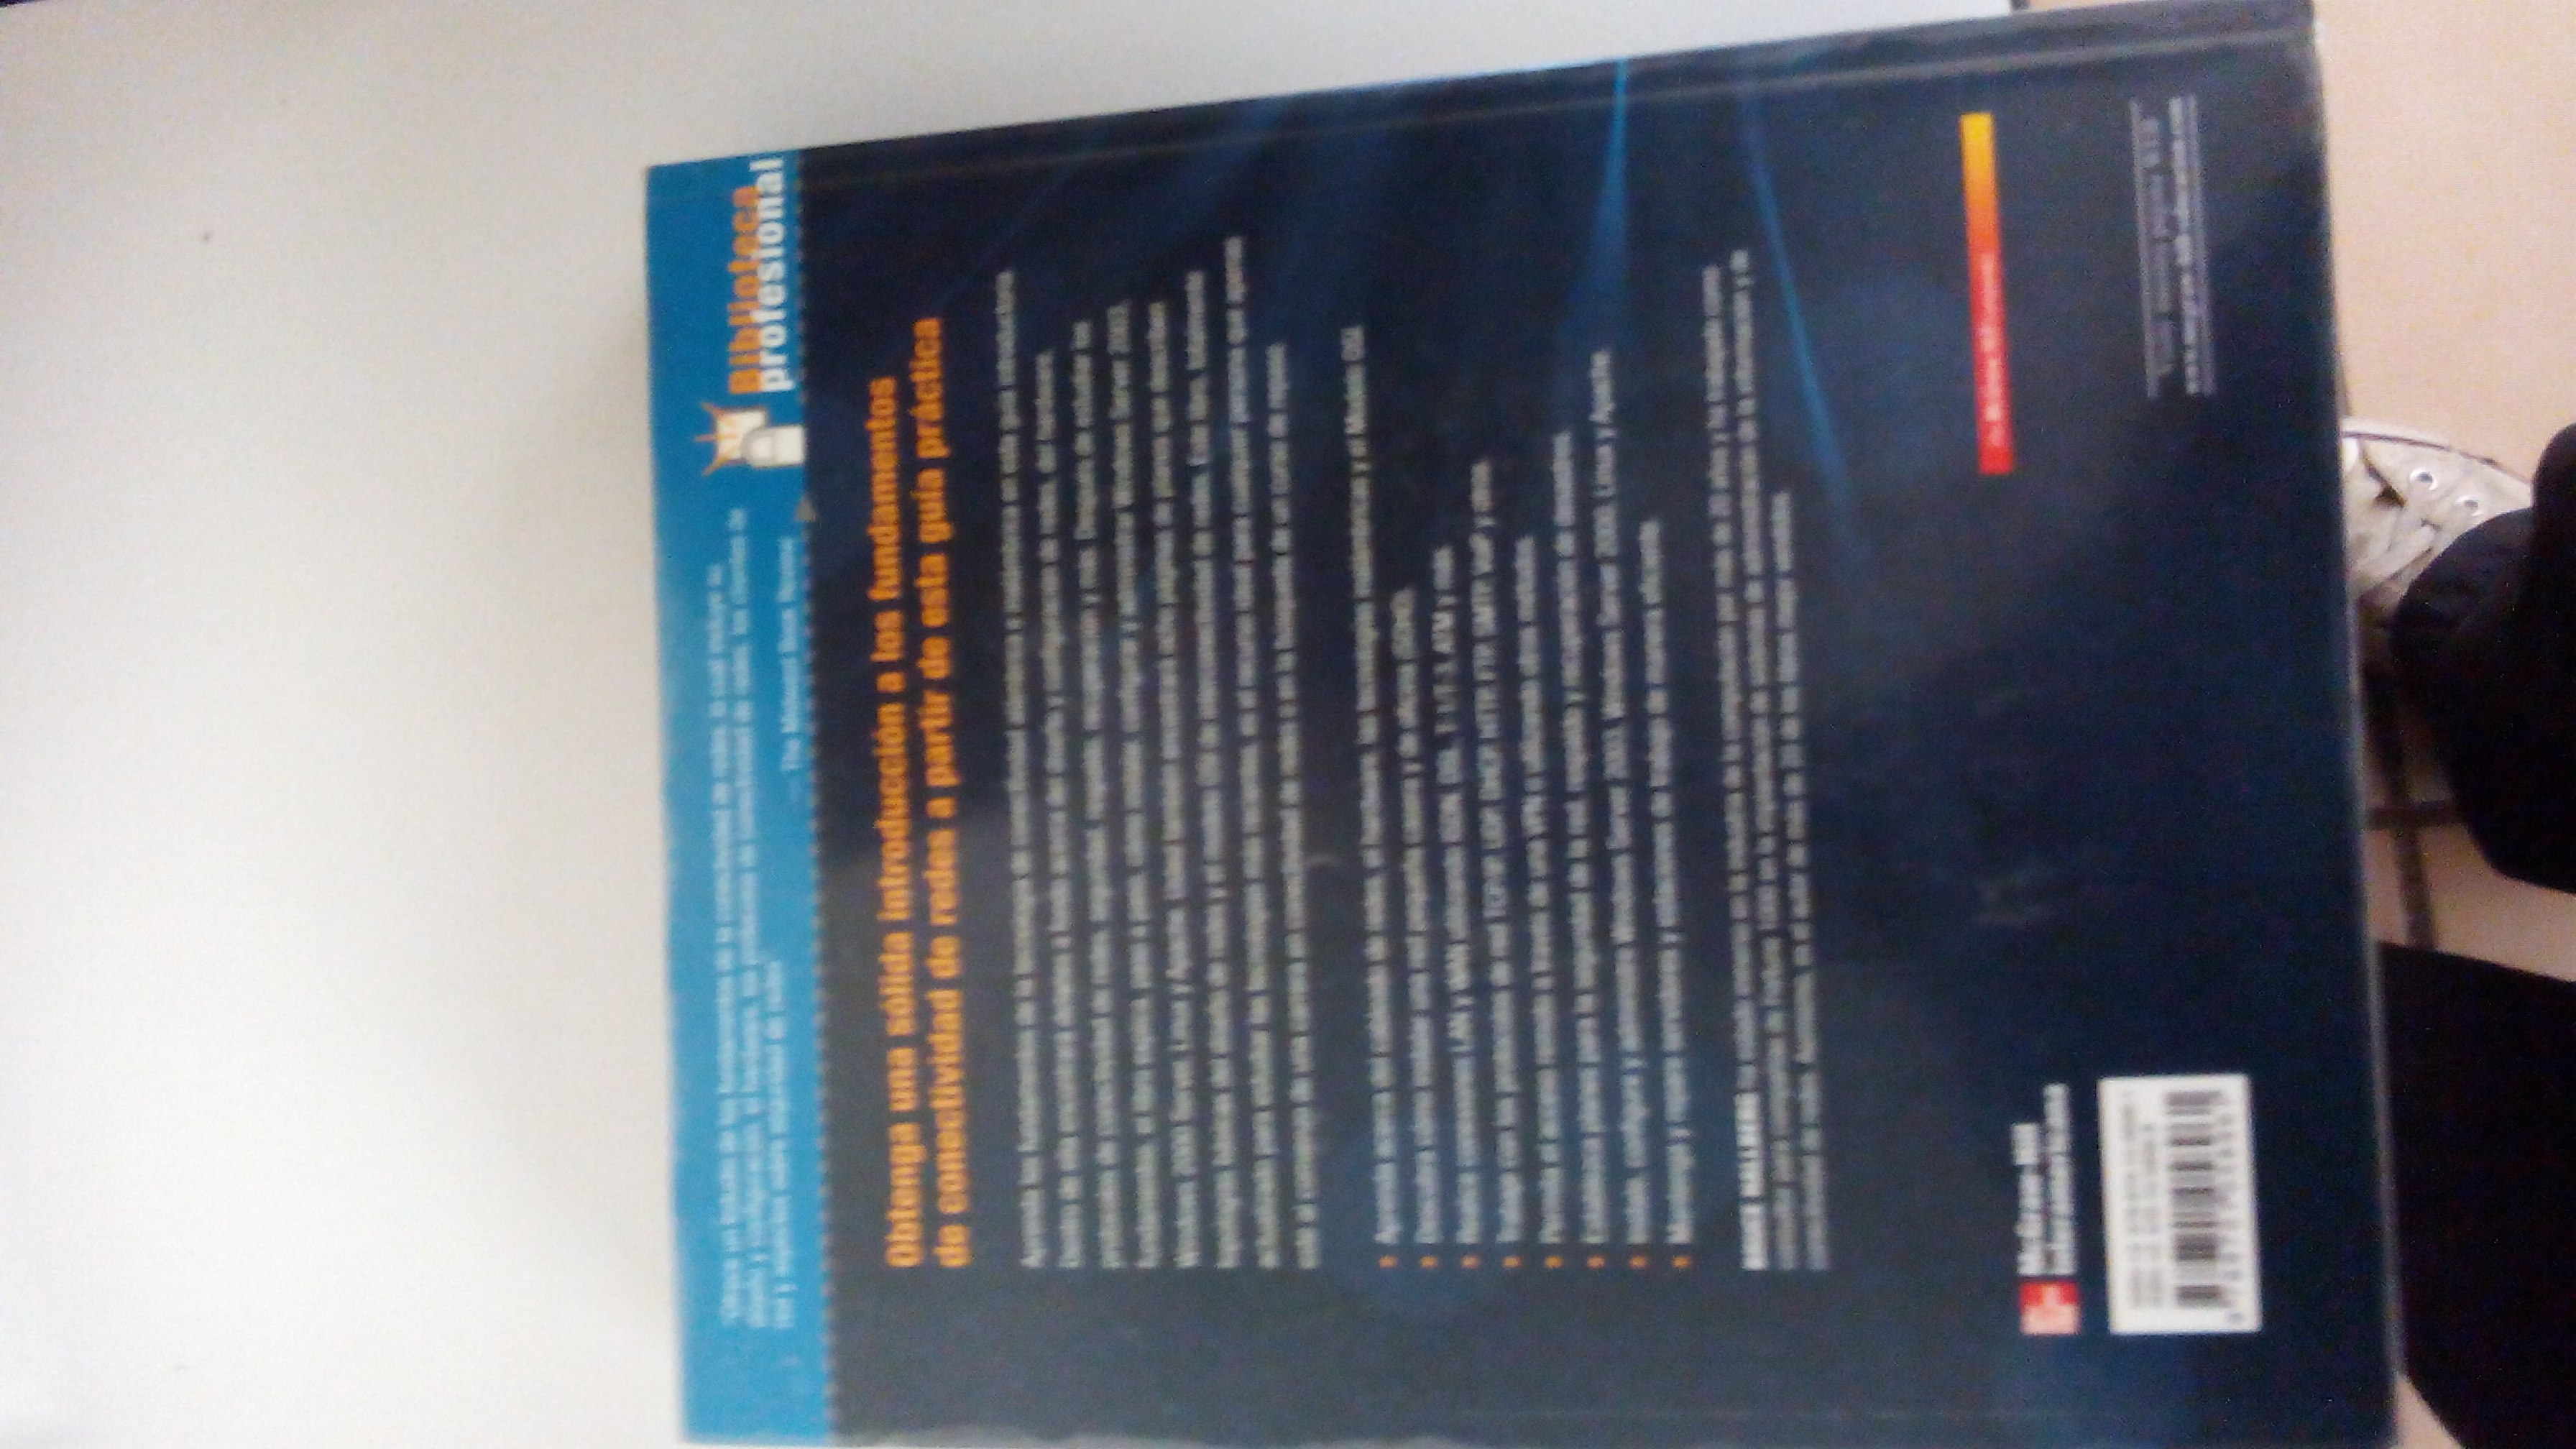 "Ofrece un estudio de los fundamentos de la conectividad de redes, lo cual incluye su
diseño y configuración, el hardware, los protocolos de conectividad de redes, los clientes de
red y aspectos sobre seguridad de redes"
— The Midwest Book Review
Biblioteca
profesional
Obtenga una sólida introducción a los fundamentos
de conectividad de redes a partir de esta guía práctica
Aprenda los fundamentos de la tecnología de conectividad alámbrica e inalámbrica en esta guía introductoria.
Dentro de ella encontrará detalles a fondo acerca del diseño y configuración de redes, del hardware,
protocolos de conectividad de redes, seguridad, respaldo, recuperación y más. Después de estudiar los
fundamentos, el libro explica, paso a paso, cómo instalar, configurar y administrar Windows Server 2003,
Windows 2000 Server, Linux y Apache. Usted también encontrará ocho páginas de planos que describen
topologías básicas del diseño de redes y el modelo OSI de interconectividad de redes. Este libro, totalmente
actualizado para estudiar las tecnologías más recientes, es el recurso ideal para cualquier persona que apenas
esté al comienzo de una carrera en conectividad de redes o en la búsqueda de un curso de repaso.
Aprenda acerca del cableado de redes, el hardware, las tecnologías inalámbricas y el Modelo OSI.
Descubra cómo instalar una red pequeña casera y de oficina (SOHO).
Realice conexiones LAN y WAN utilizando ISDN, DSL, T-1/T-3, ATM y más.
Trabaje con los protocolos de red TCP/IP, UDP, DHCP, HTTP, FTP, SMTP, VoIP y otros.
Permita el acceso remoto a través de una VPN o utilizando otros métodos.
Establezca planes para la seguridad de la red, respaldo y recuperación de desastres.
Instale, configure y administre Windows Server 2003, Windows Server 2000, Linux y Apache.
Mantenga y repare servidores y estaciones de trabajo de manera eficiente.
BRUCE HALLBERG ha estado inmerso en la industria de la computación por más de 20 años y ha trabajado como
consultor para compañías de Fortune 1000 en la implantación de sistemas de administración de la información y de
conectividad de redes. Asimismo, es el autor de más de 20 de los libros mejor vendidos.
McGraw-Hill
Interamericana
The McGraw-Hill Companies
www.mcgraw-hill-educacion.com